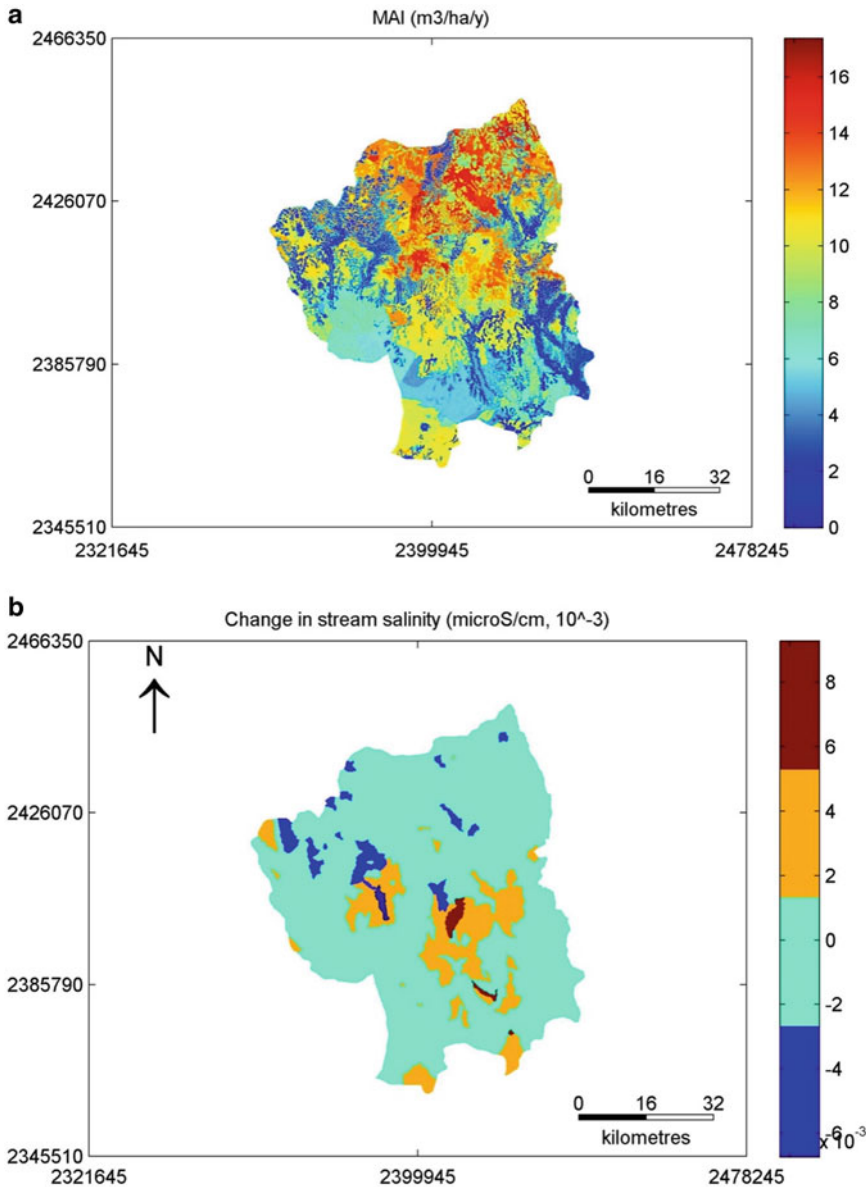 a
MAI (m3/ha/y)
2466350
2426070
2385790
2345510
2321645 2399945 2478245
0 16 32
kilometres
16
14
12
10
8
6
4
2
0
b
Change in stream salinity (microS/cm, 10^-3)
2466350
N
2426070
2385790
2345510
2321645 2399945 2478245
0 16 32
kilometres
8
6
4
2
0
-2
-4
-6
x 10-3